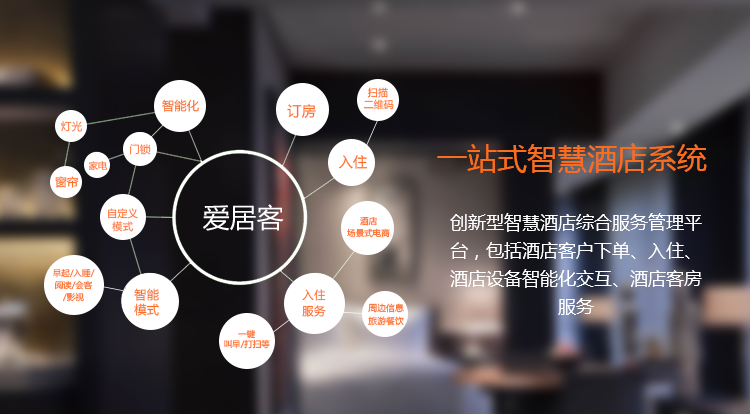 智能化
灯光
门锁
家电
窗帘
自定义
模式
早起/入睡/
阅读/会客
/影视
智能
模式
爱居客
订房
扫描
二维码
入住
酒店
场景式电商
入住
服务
周边信息
旅游餐饮
一键
叫早/打扫等
一站式智慧酒店系统
创新型智慧酒店综合服务管理平
台，包括酒店客户下单、入住、
酒店设备智能化交互、酒店客房
服务